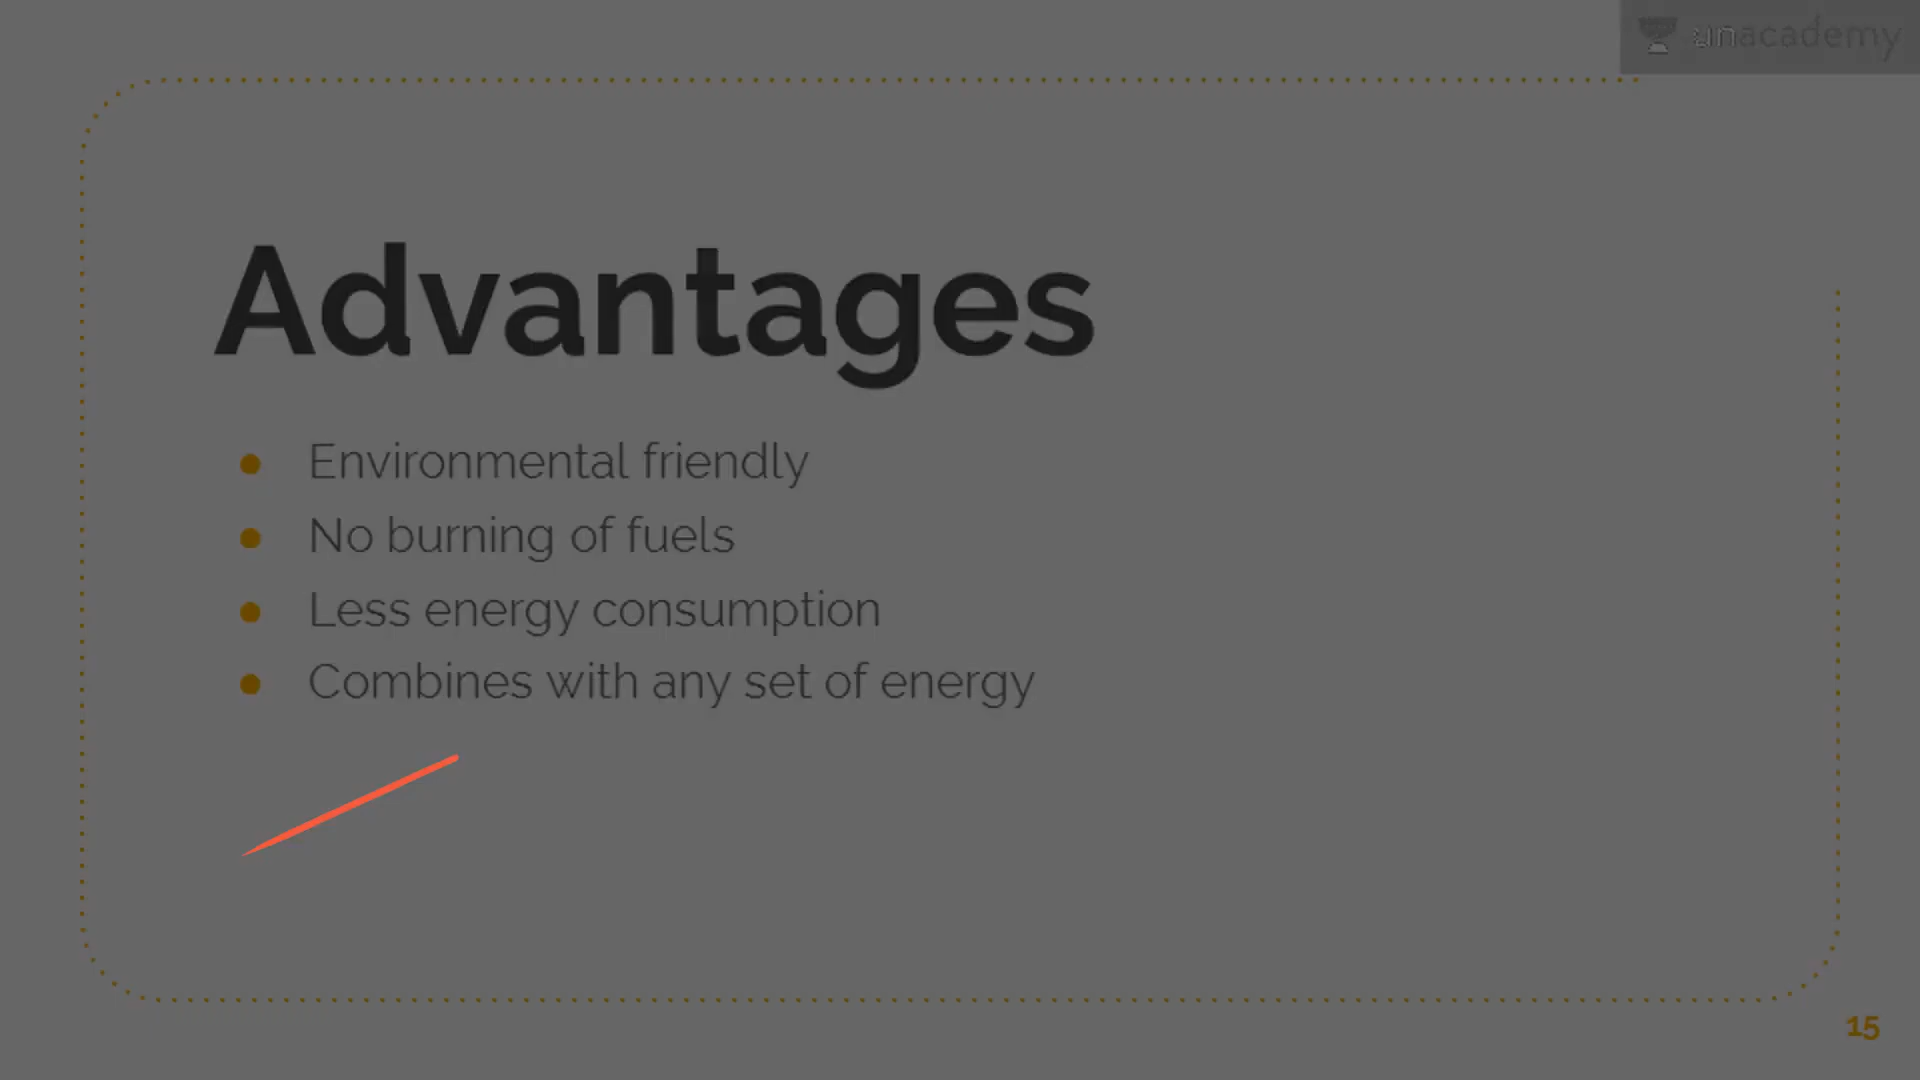 unacademy
Advantages
Environmental friendly
No burning of fuels
Less energy consumption
Combines with any set of energy
15